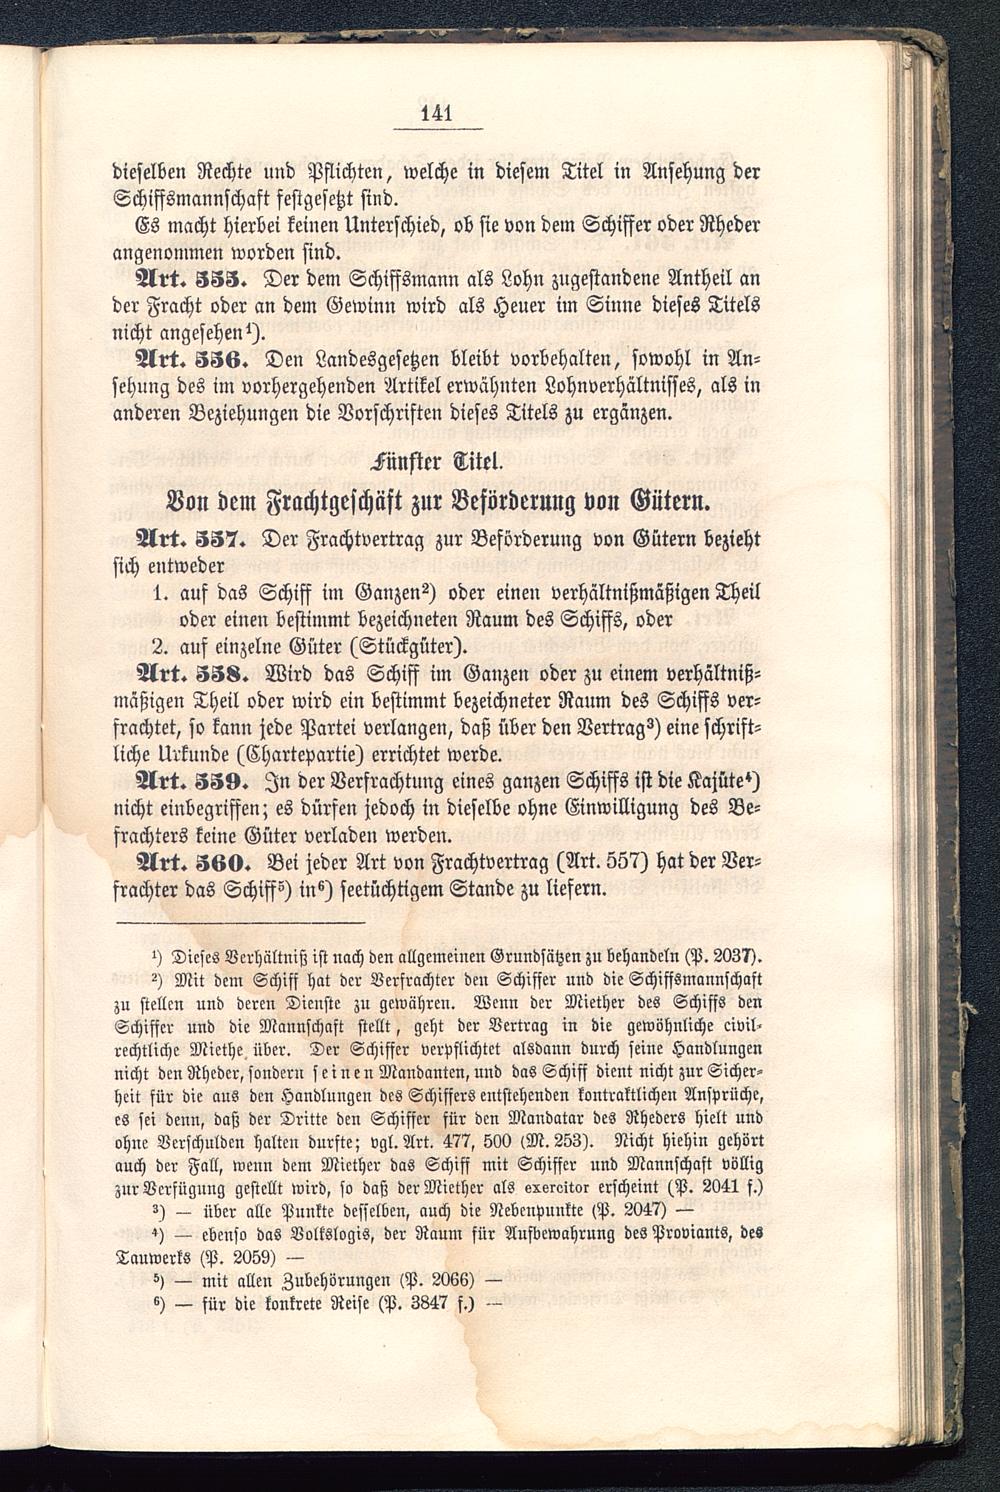 141
dieselben Rechte und Pflichten, welche in diesem Titel in Ansehung der
Schiffsmannschaft festgesetzt sind.
Es macht hierbei keinen Unterschied, ob sie von dem Schiffer oder Rheder
angenommen worden sind.
Art. 555. Der dem Schiffsmann als Lohn zugestandene Antheil an
der Fracht oder an dem Gewinn wird als Heuer im Sinne dieses Titels
nicht angesehen¹).
Art. 556. Den Landesgesetzen bleibt vorbehalten, sowohl in An-
sehung des im vorhergehenden Artikel erwähnten Lohnverhältnisses, als in
anderen Beziehungen die Vorschriften dieses Titels zu ergänzen.
Fünfter Titel.
Von dem Frachtgeschäft zur Beförderung von Gütern.
Art. 557. Der Frachtvertrag zur Beförderung von Gütern bezieht
sich entweder
1. auf das Schiff im Ganzen²) oder einen verhältnißmäßigen Theil
oder einen bestimmt bezeichneten Raum des Schiffs, oder
2. auf einzelne Güter (Stückgüter).
Art. 558. Wird das Schiff im Ganzen oder zu einem verhältniß-
mäßigen Theil oder wird ein bestimmt bezeichneter Raum des Schiffs ver-
frachtet, so kann jede Partei verlangen, daß über den Vertrag³) eine schrift-
liche Urkunde (Chartepartie) errichtet werde.
Art. 559. In der Verfrachtung eines ganzen Schiffs ist die Kajüte⁴)
nicht einbegriffen; es dürfen jedoch in dieselbe ohne Einwilligung des Be-
frachters keine Güter verladen werden.
Art. 560. Bei jeder Art von Frachtvertrag (Art. 557) hat der Ver-
frachter das Schiff⁵) in⁶) seetüchtigem Stande zu liefern.
¹) Dieses Verhältniß ist nach den allgemeinen Grundsätzen zu behandeln (P. 2037).
²) Mit dem Schiff hat der Verfrachter den Schiffer und die Schiffsmannschaft
zu stellen und deren Dienste zu gewähren. Wenn der Miether des Schiffs den
Schiffer und die Mannschaft stellt, geht der Vertrag in die gewöhnliche civil-
rechtliche Miethe über. Der Schiffer verpflichtet alsdann durch seine Handlungen
nicht den Rheder, sondern seinen Mandanten, und das Schiff dient nicht zur Sicher-
heit für die aus den Handlungen des Schiffers entstehenden kontraktlichen Ansprüche,
es sei denn, daß der Dritte den Schiffer für den Mandatar des Rheders hielt und
ohne Verschulden halten durfte; vgl. Art. 477, 500 (M. 253). Nicht hiehin gehört
auch der Fall, wenn dem Miether das Schiff mit Schiffer und Mannschaft völlig
zur Verfügung gestellt wird, so daß der Miether als exercitor erscheint (P. 2041 f.)
³) — über alle Punkte desselben, auch die Nebenpunkte (P. 2047) —
⁴) — ebenso das Volkslogis, der Raum für Aufbewahrung des Proviants, des
Tauwerks (P. 2059) —
⁵) — mit allen Zubehörungen (P. 2066) —
⁶) — für die konkrete Reise (P. 3847 f.) —